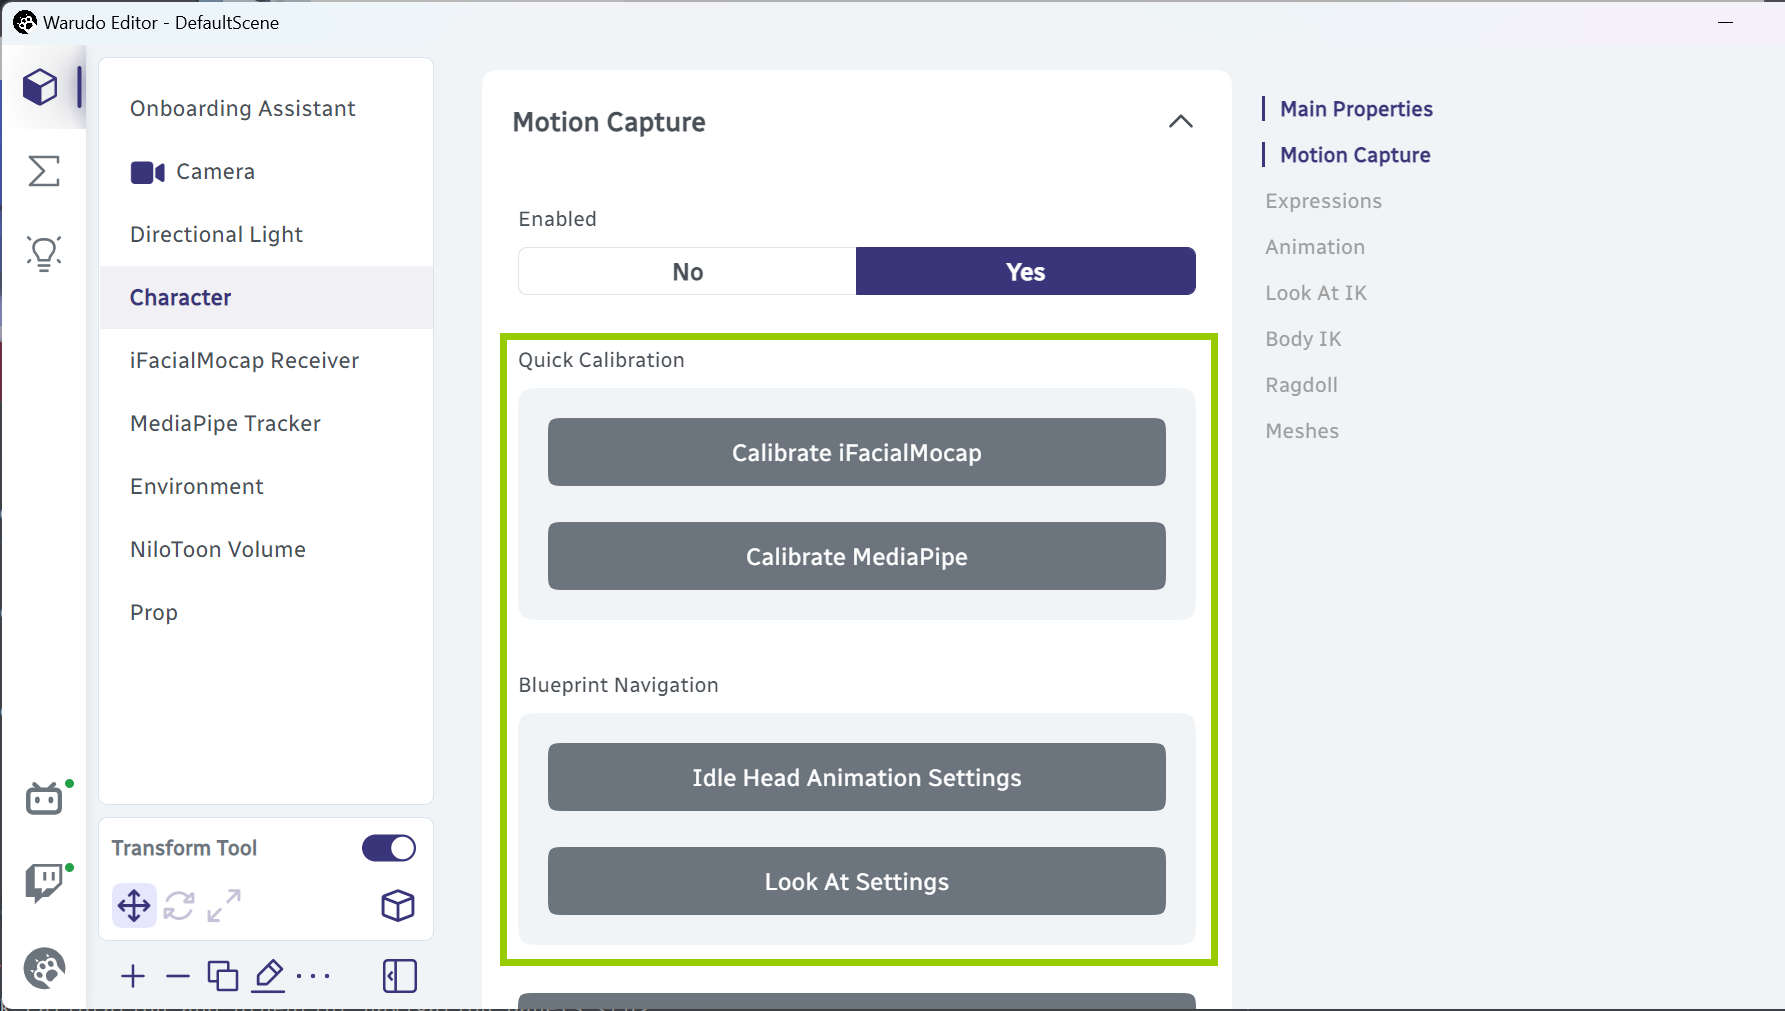 Warudo Editor - DefaultScene
Onboarding Assistant
Camera
Directional Light
Character
iFacialMocap Receiver
MediaPipe Tracker
Environment
NiloToon Volume
Prop
Transform Tool
Motion Capture
Enabled
No
Yes
Quick Calibration
Calibrate iFacialMocap
Calibrate MediaPipe
Blueprint Navigation
Idle Head Animation Settings
Look At Settings
Main Properties
Motion Capture
Expressions
Animation
Look At IK
Body IK
Ragdoll
Meshes